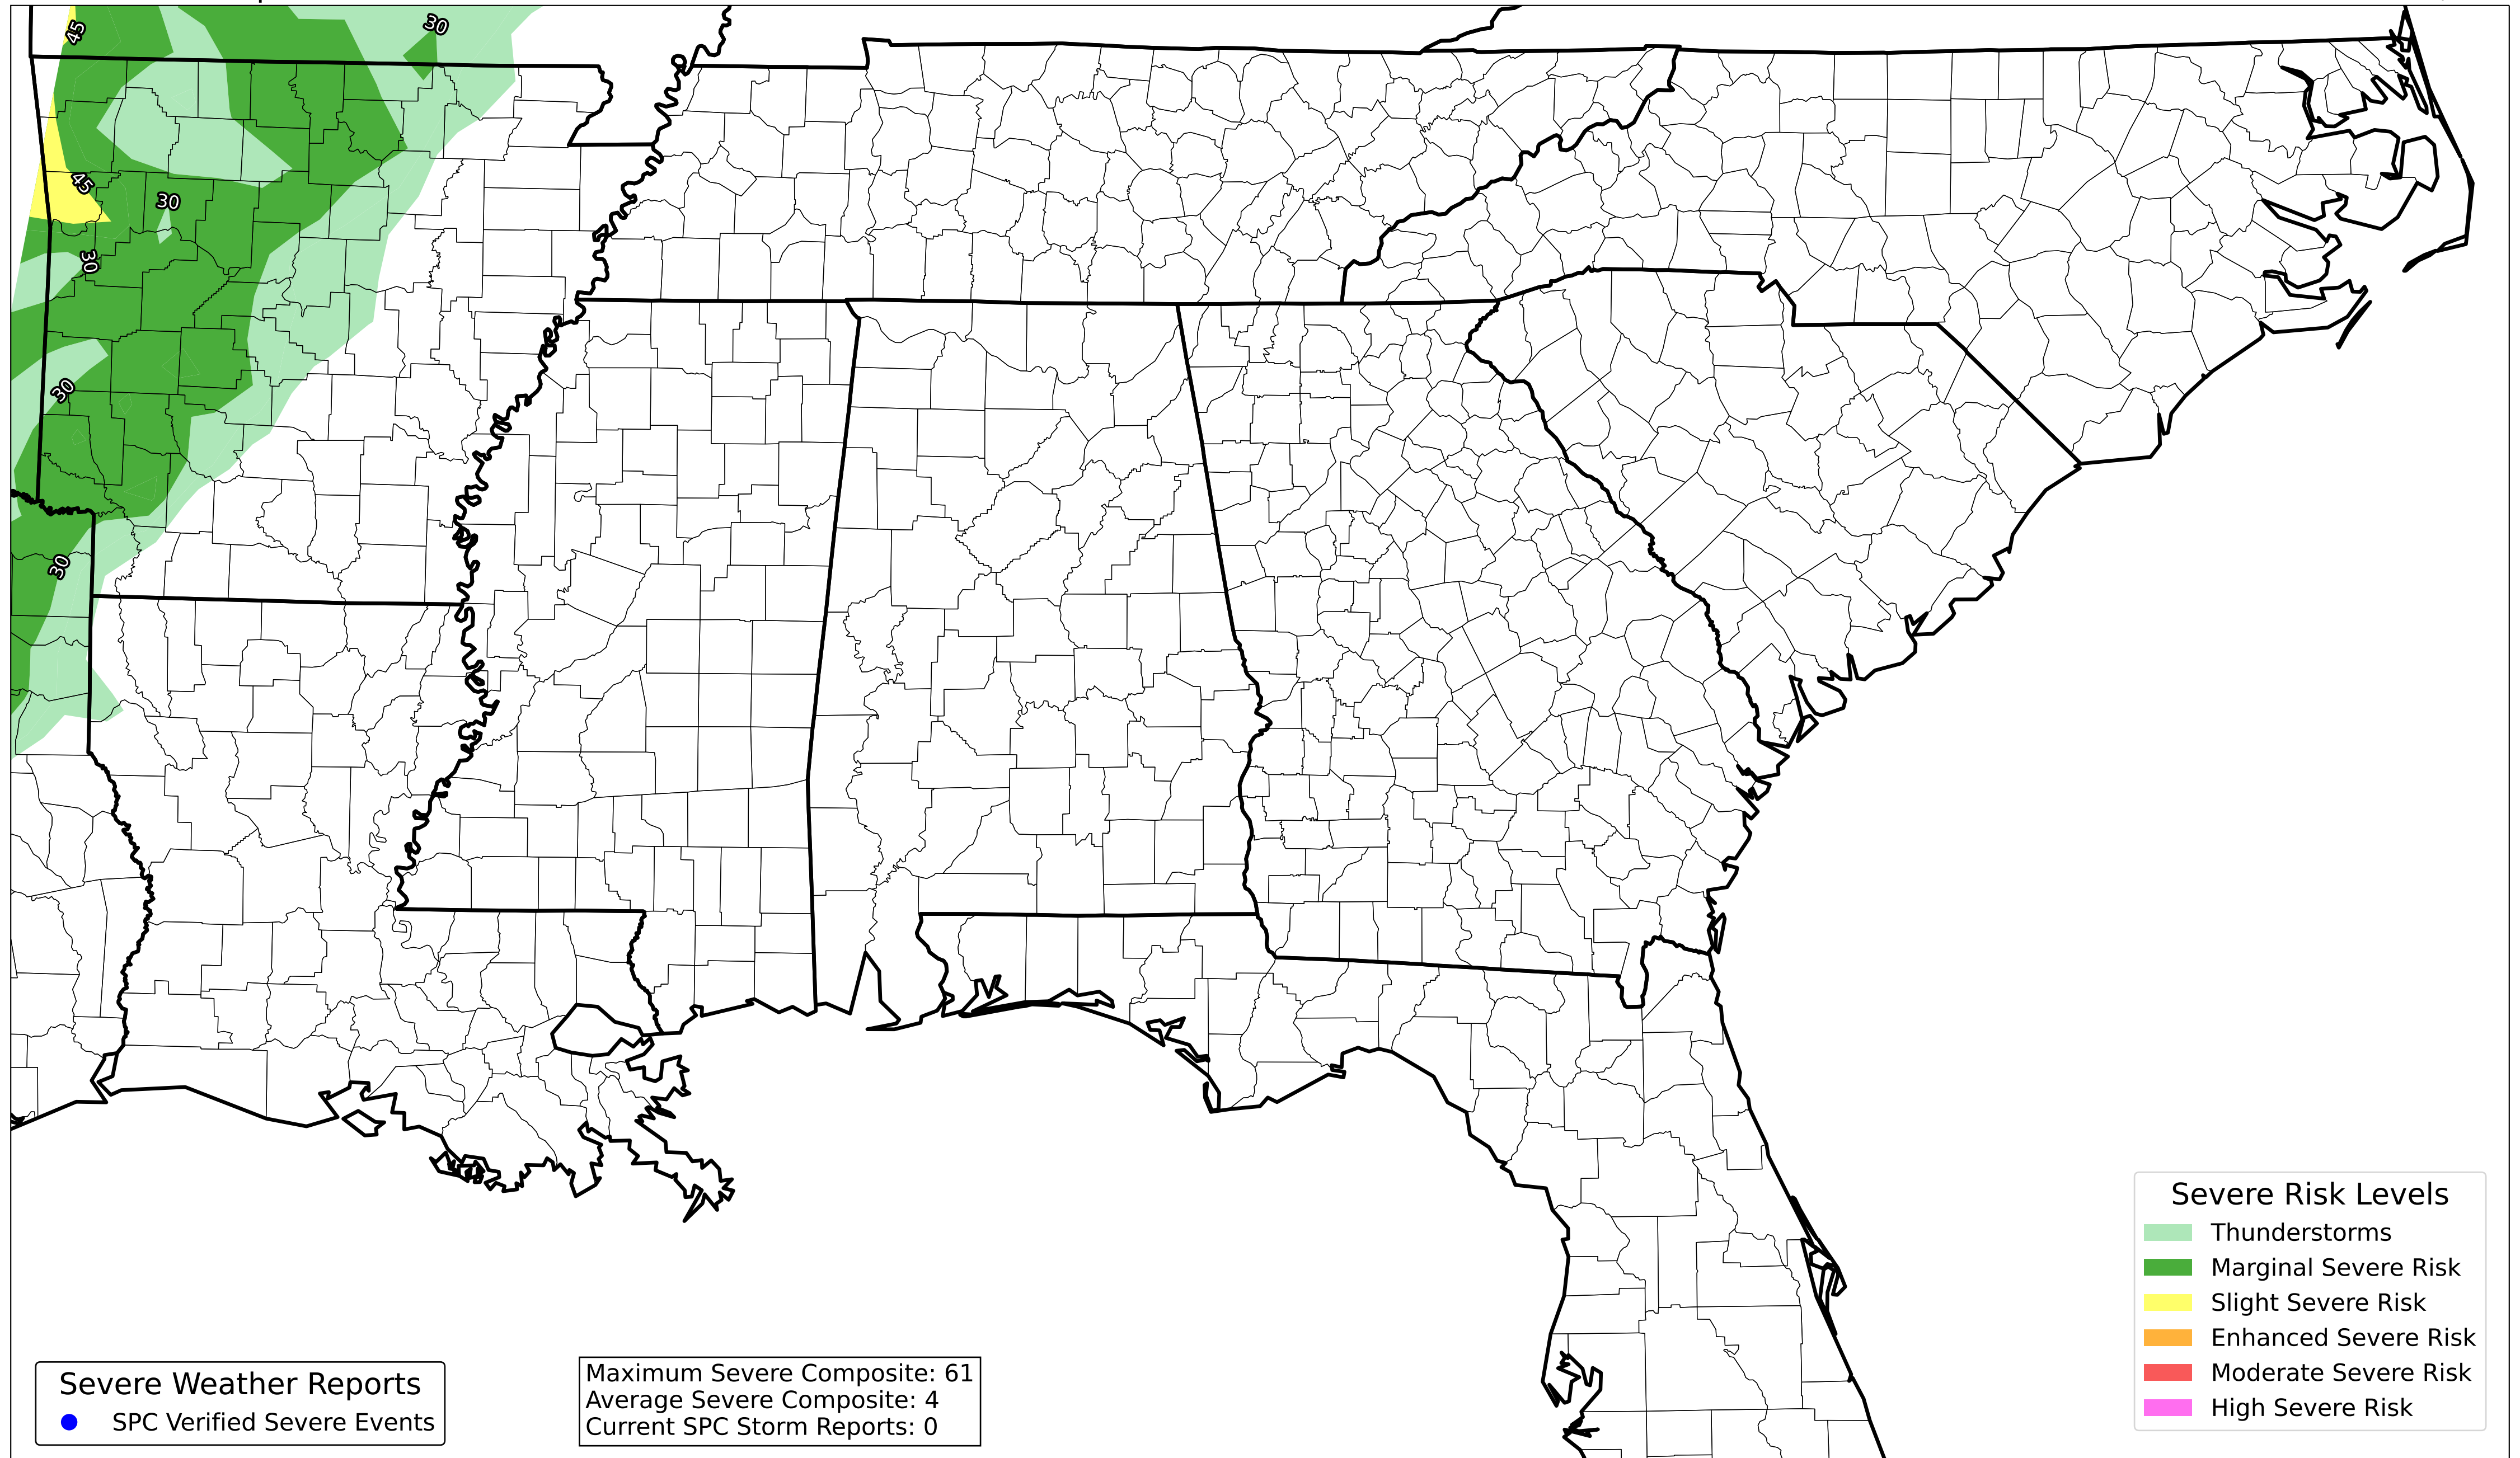 45
30
45
30
30
30
30
Severe Risk Levels
Thunderstorms
Marginal Severe Risk
Slight Severe Risk
Enhanced Severe Risk
Moderate Severe Risk
High Severe Risk
Severe Weather Reports
SPC Verified Severe Events
Maximum Severe Composite: 61
Average Severe Composite: 4
Current SPC Storm Reports: 0